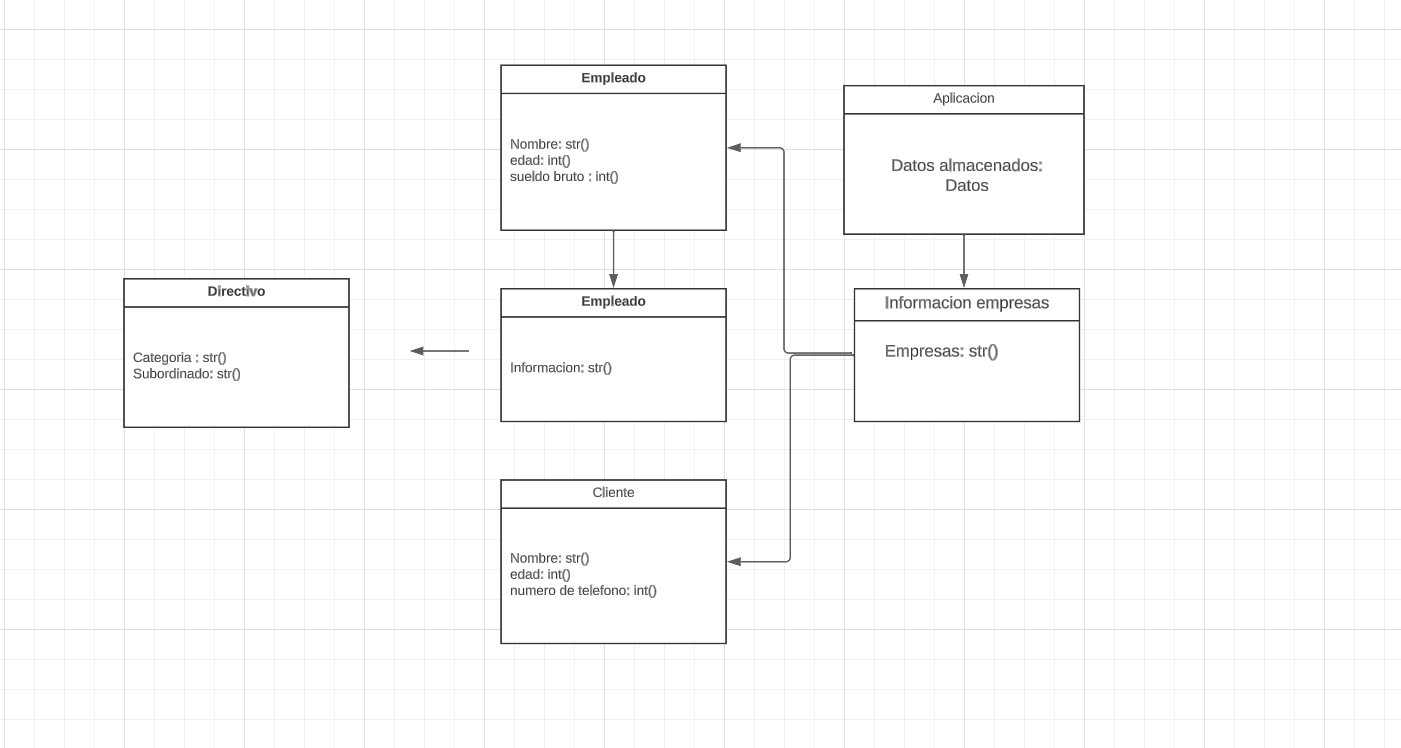 Empleado
Nombre: str()
edad: int()
sueldo bruto : int()
Aplicacion
Datos almacenados:
Datos
Directivo
Categoria : str()
Subordinado: str()
Empleado
Informacion: str()
Informacion empresas
Empresas: str()
Cliente
Nombre: str()
edad: int()
numero de telefono: int()